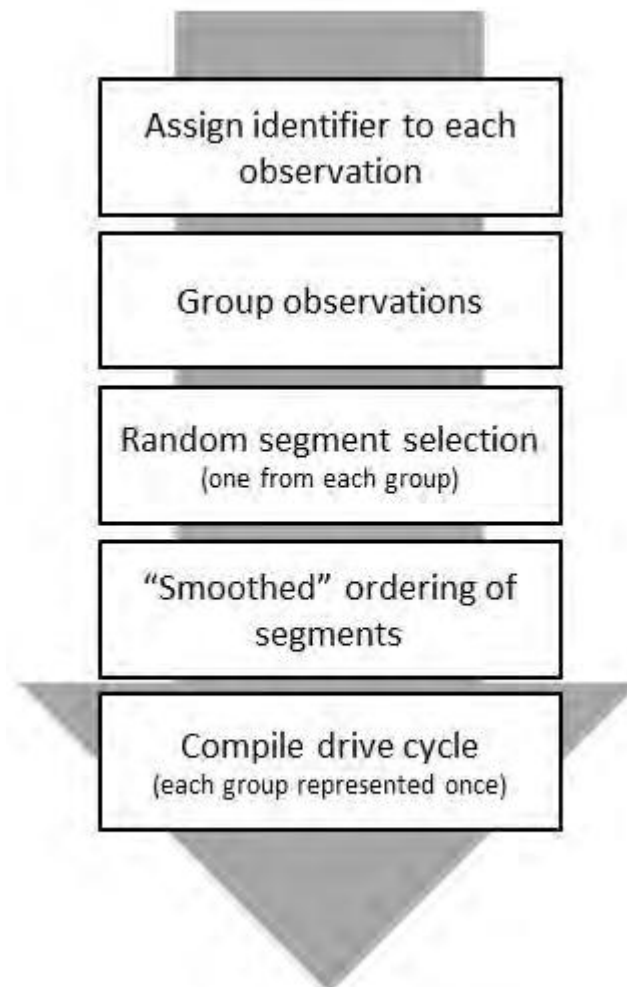 Assign identifier to each
observation
Group observations
Random segment selection
(one from each group)
“Smoothed” ordering of
segments
Compile drive cycle
(each group represented once)